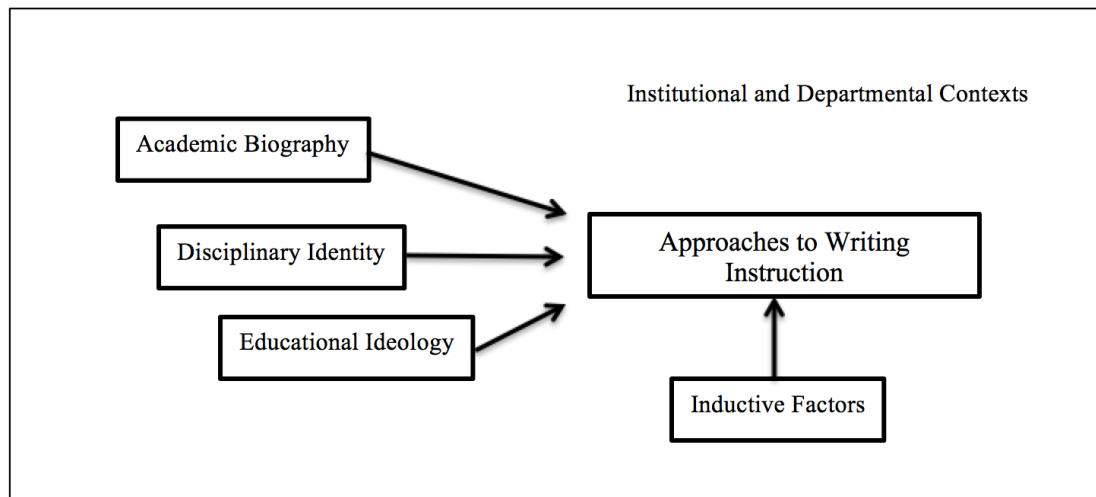 Institutional and Departmental Contexts
Academic Biography
Disciplinary Identity
Approaches to Writing
Instruction
Educational Ideology
Inductive Factors